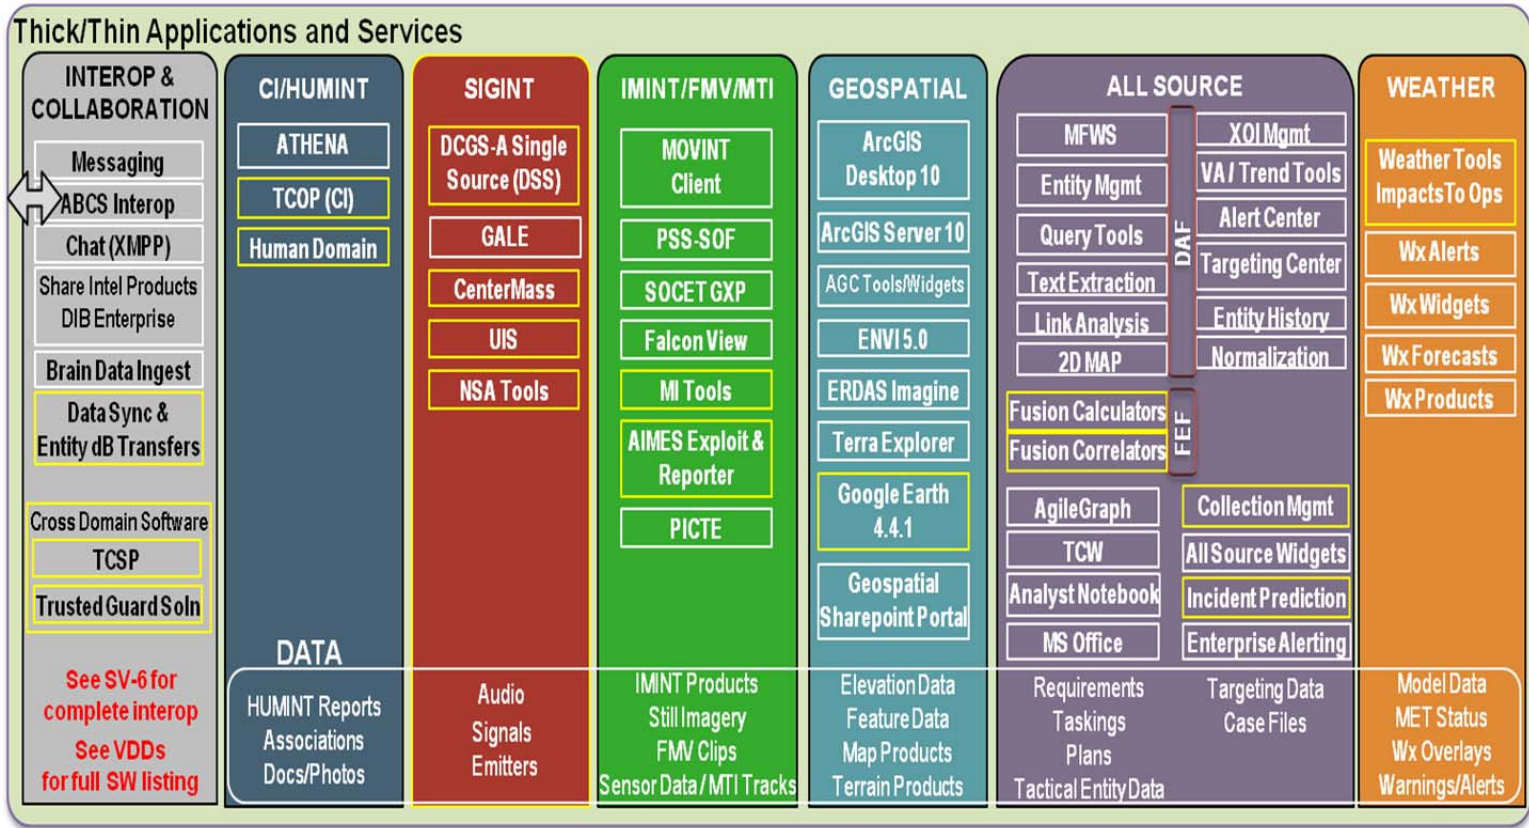 Thick/Thin Applications and Services
INTEROP &
COLLABORATION
Messaging
ABCS Interop
Chat (XMPP)
Share Intel Products
DIB Enterprise
Brain Data Ingest
Data Sync &
Entity dB Transfers
Cross Domain Software
TCSP
Trusted Guard Soln
See SV-6 for
complete interop
See VDDs
for full SW listing
CI/HUMINT
ATHENA
TCOP (CI)
Human Domain
DATA
HUMINT Reports
Associations
Docs/Photos
SIGINT
DCGS-A Single
Source (DSS)
GALE
CenterMass
UIS
NSA Tools
Audio
Signals
Emitters
IMINT/FMV/MTI
MOVINT
Client
PSS-SOF
SOCET GXP
Falcon View
MI Tools
AIMES Exploit &
Reporter
PICTE
IMINT Products
Still Imagery
FMV Clips
Sensor Data / MTI Tracks
GEOSPATIAL
ArcGIS
Desktop 10
ArcGIS Server 10
AGC Tools/Widgets
ENVI 5.0
ERDAS Imagine
Terra Explorer
Google Earth
4.4.1
Geospatial
Sharepoint Portal
Elevation Data
Feature Data
Map Products
Terrain Products
ALL SOURCE
MFWS
Entity Mgmt
Query Tools
Text Extraction
Link Analysis
2D MAP
Fusion Calculators
Fusion Correlators
AgileGraph
TCW
Analyst Notebook
MS Office
DAF
FEF
XOI Mgmt
VA / Trend Tools
Alert Center
Targeting Center
Entity History
Normalization
Collection Mgmt
All Source Widgets
Incident Prediction
Enterprise Alerting
Requirements
Taskings
Plans
Tactical Entity Data
Targeting Data
Case Files
WEATHER
Weather Tools
ImpactsTo Ops
Wx Alerts
Wx Widgets
Wx Forecasts
Wx Products
Model Data
MET Status
Wx Overlays
Warnings/Alerts